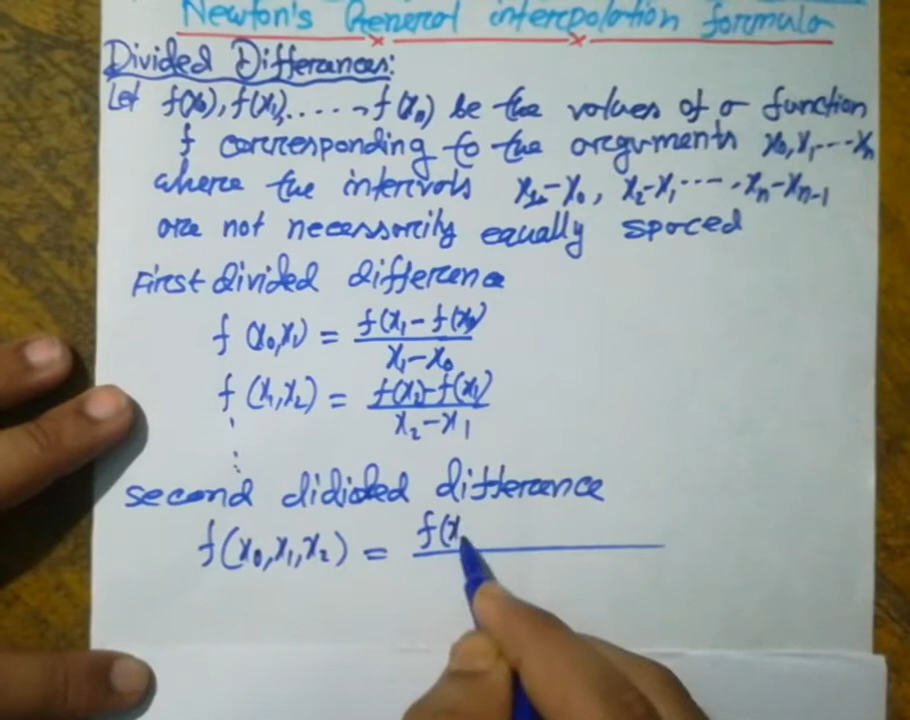 Newton's General interpolation formula
Divided Differances:
Let f(x₀), f(x₁), ..... , f(xₙ) be the values of a function
f corresponding to the arguments x₀, x₁, ... xₙ
where the intervals x₁-x₀, x₂-x₁ ..... xₙ-xₙ₋₁
are not necessarily equally spaced
First divided difference
f (x₀,x₁) = f(x₁ - f(x₀) / x₁-x₀
f (x₁,x₂) = f(x₂)-f(x₁) / x₂-x₁
second didided difference
f(x₀,x₁,x₂) = f(x